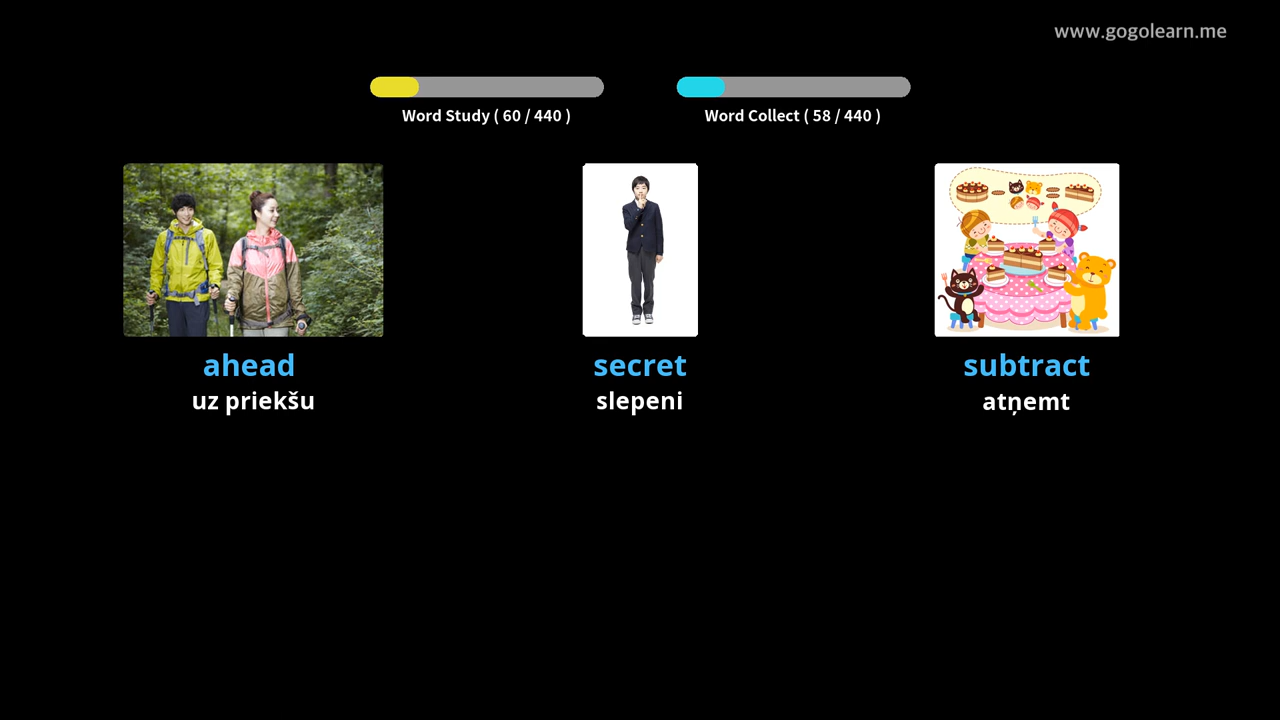 www.gogolearn.me
Word Study ( 60 / 440 )
Word Collect ( 58 / 440 )
ahead
uz priekšu
secret
slepeni
subtract
atņemt